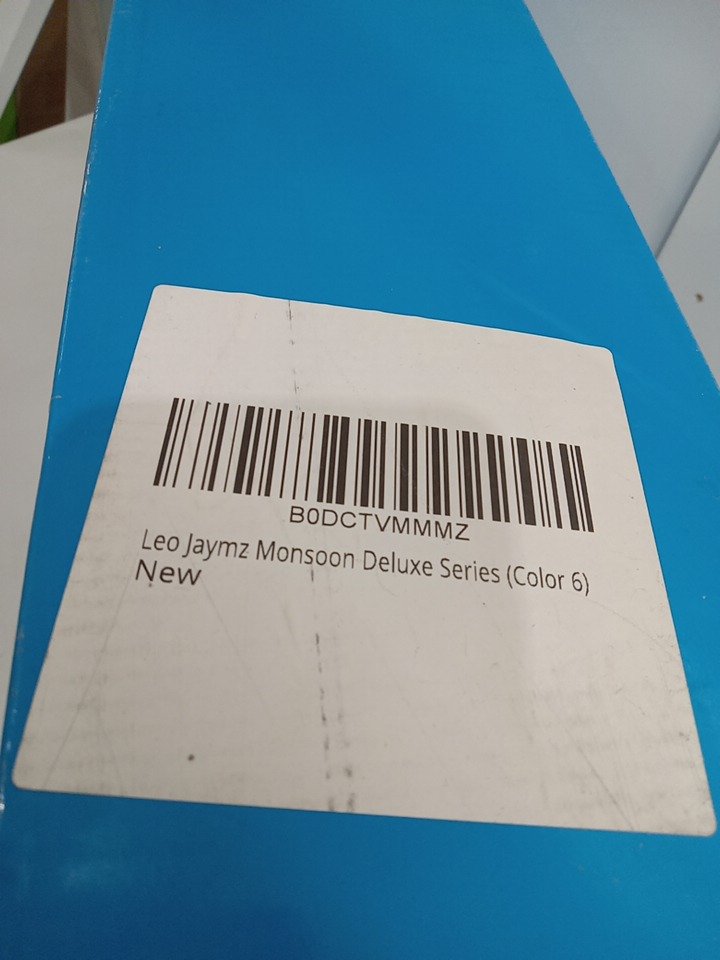 B0DCTVMMMZ
Leo Jaymz Monsoon Deluxe Series (Color 6)
New